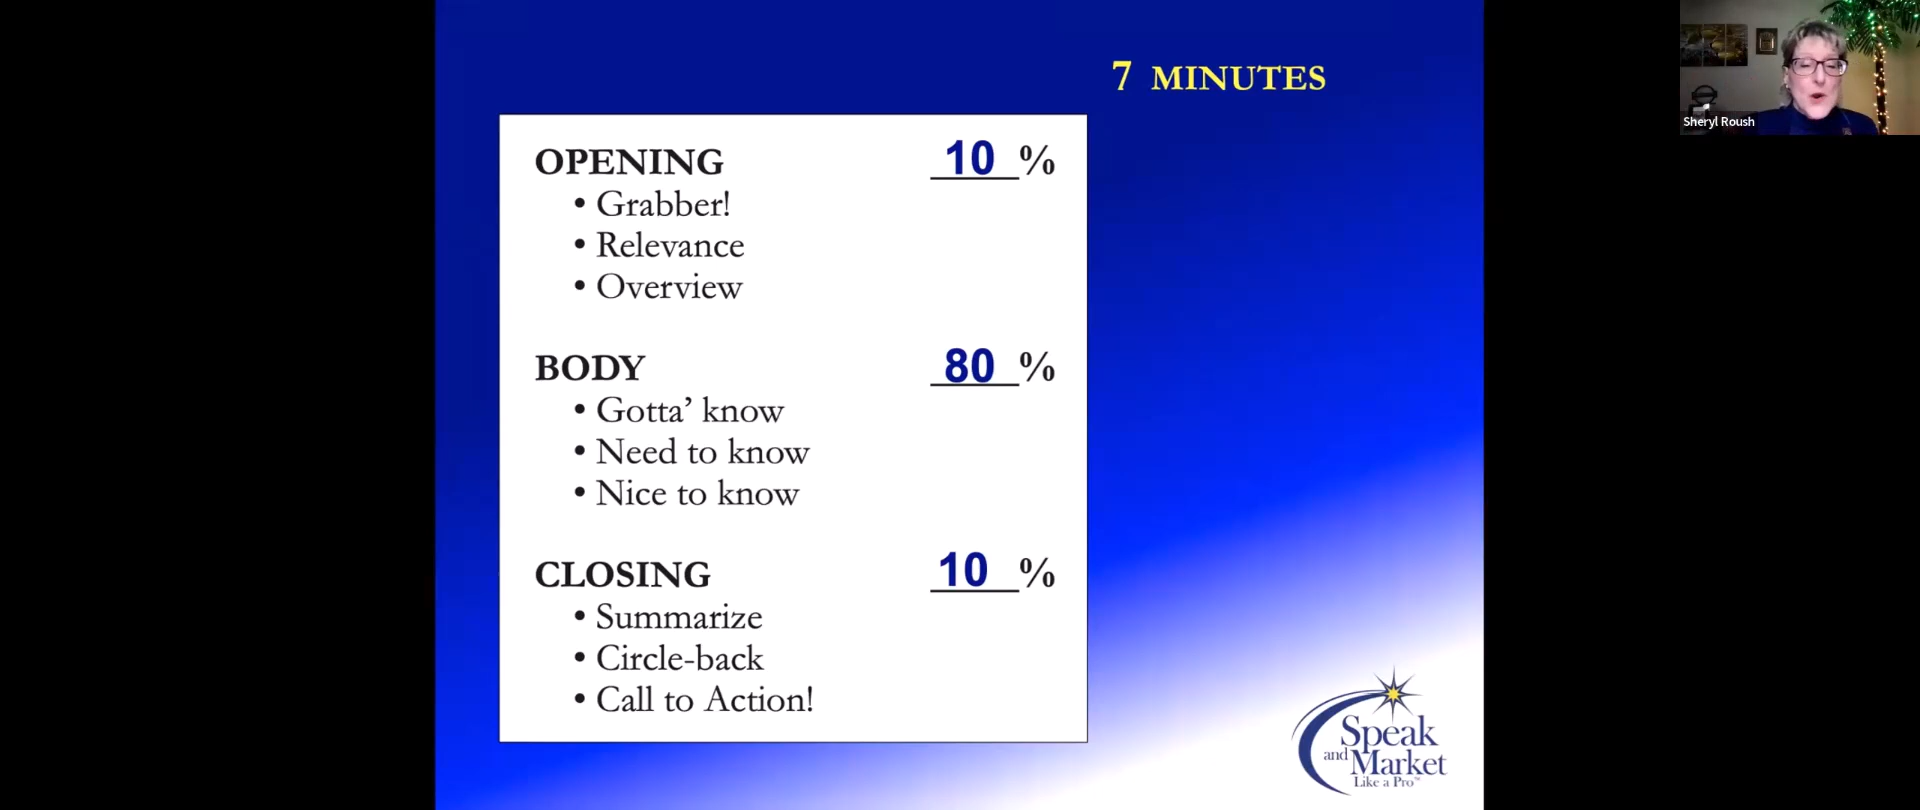 7 MINUTES
Sheryl Roush
OPENING 10 %
• Grabber!
• Relevance
• Overview
BODY 80 %
• Gotta’ know
• Need to know
• Nice to know
CLOSING 10 %
• Summarize
• Circle-back
• Call to Action!
Speak
and Market
Like a Pro™